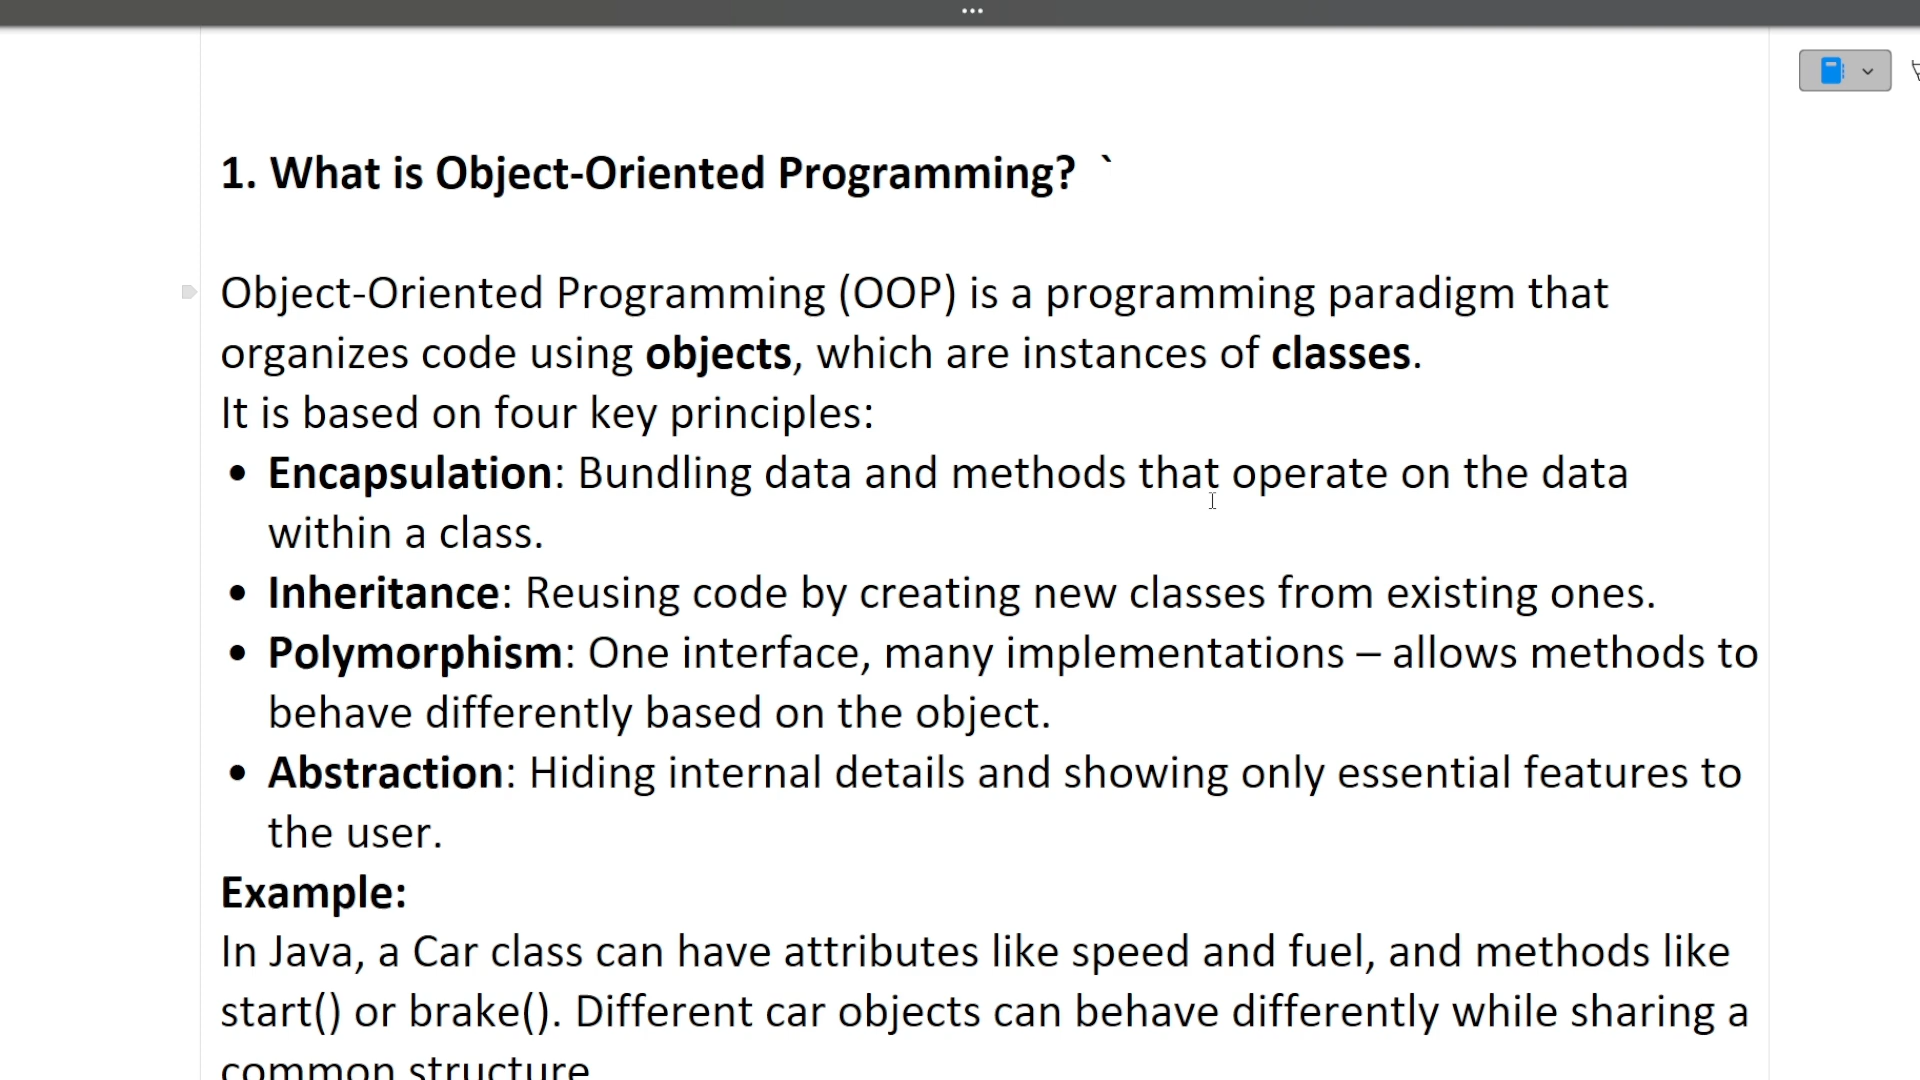 1. What is Object-Oriented Programming? `
Object-Oriented Programming (OOP) is a programming paradigm that
organizes code using objects, which are instances of classes.
It is based on four key principles:
• Encapsulation: Bundling data and methods that operate on the data
within a class.
• Inheritance: Reusing code by creating new classes from existing ones.
• Polymorphism: One interface, many implementations – allows methods to
behave differently based on the object.
• Abstraction: Hiding internal details and showing only essential features to
the user.
Example:
In Java, a Car class can have attributes like speed and fuel, and methods like
start() or brake(). Different car objects can behave differently while sharing a
common structure